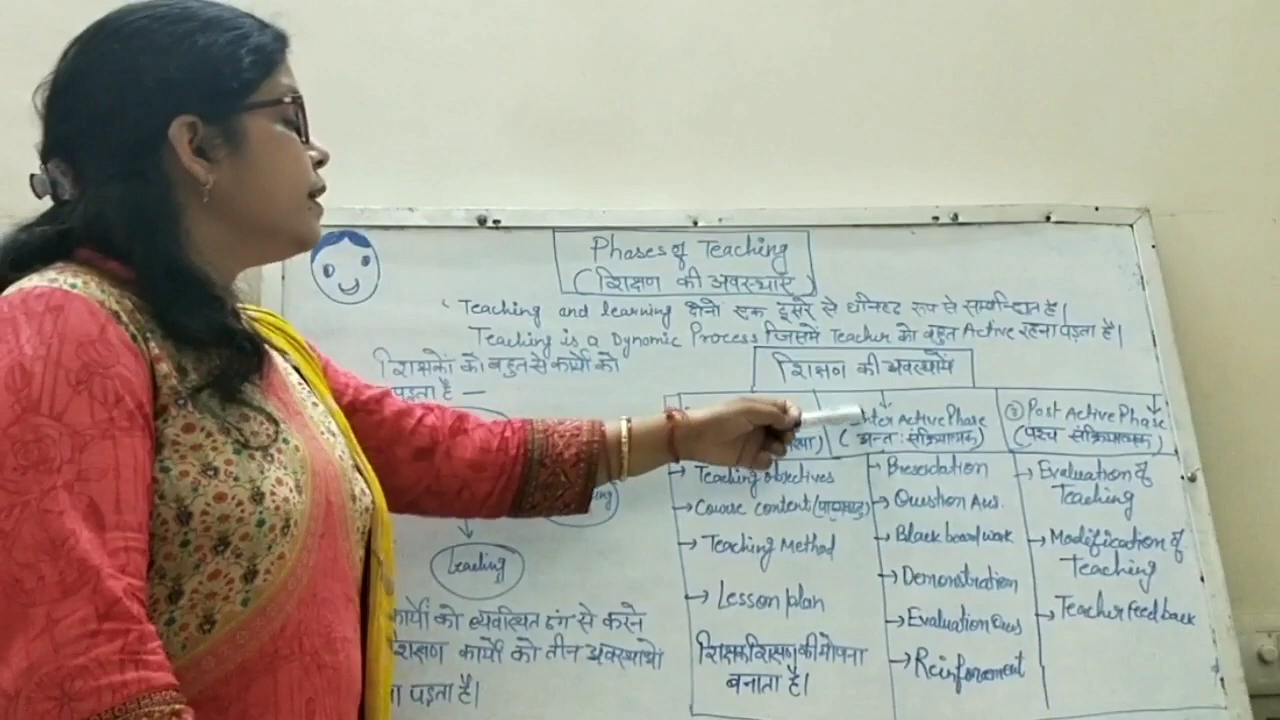 Phases of Teaching
(शिक्षण की अवस्थाएं)
Teaching and learning दोनो एक दूसरे से घनिष्ट रूप से सम्बन्धित है।
Teaching is a Dynamic Process जिसमें Teacher को बहुत Active रहना पड़ता है।
शिक्षकों को बहुत से कार्यों को
पड़ता है —
शिक्षण की अवस्थायें
Inter Active Phase
(अन्त: सक्रियात्मक)
③ Post Active Phase
(पश्च सक्रियात्मक)
→ Teaching objectives
→ Course content
→ Teaching Method
→ Lesson plan
शिक्षक शिक्षण की योजना
बनाता है।
→ Presentation
→ Question Ans.
→ Black board work
→ Demonstration
→ Evaluation Ques
→ Reinforcement
→ Evaluation of
Teaching
→ Modification of
Teaching
→ Teacher feed back
कार्यों को व्यवस्थित ढंग से करने
शिक्षण कार्यों को तीन अवस्थाओं
पड़ता है।